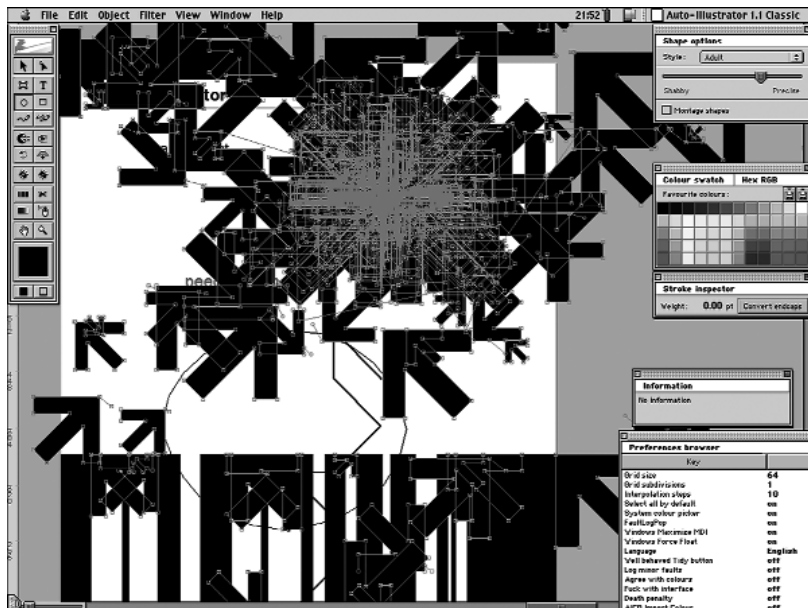 File Edit Object Filter View Window Help 21:52 Auto-Illustrator 1.1 Classic
Shape options
Style: Adult
Shabby Precise
Montage shapes
T
tor
Colour swatch Hex RGB
Favourite colours:
Stroke inspector
Weight: 0.00 pt Convert endcaps
Information
No information
Preferences browser
Key
Grid size 64
Grid subdivisions 1
Interpolation steps 10
Select all by default on
System colour picker on
FaultLogPop on
Windows Maximize MDI on
Windows Force Float on
Language English
Well behaved Tidy button off
Log minor faults off
Agree with colours off
Fuck with interface off
Death penalty off